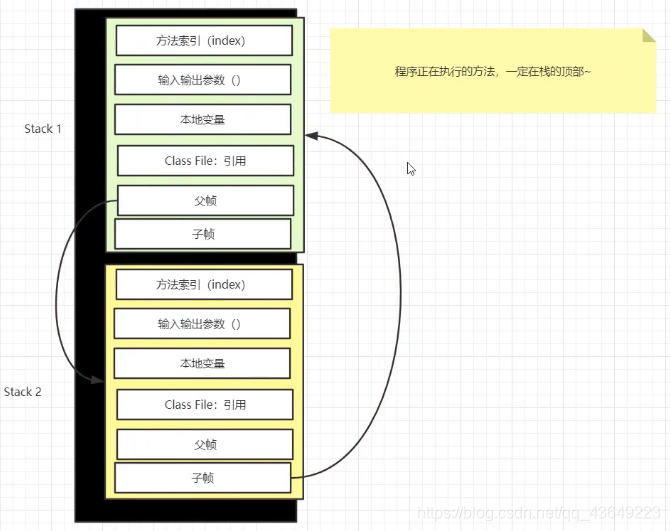 方法索引（index）
输入输出参数（）
本地变量
Class File：引用
父帧
子帧
Stack 1
程序正在执行的方法，一定在栈的顶部~
方法索引（index）
输入输出参数（）
本地变量
Class File：引用
父帧
子帧
Stack 2
https://blog.csdn.net/qq_43649223